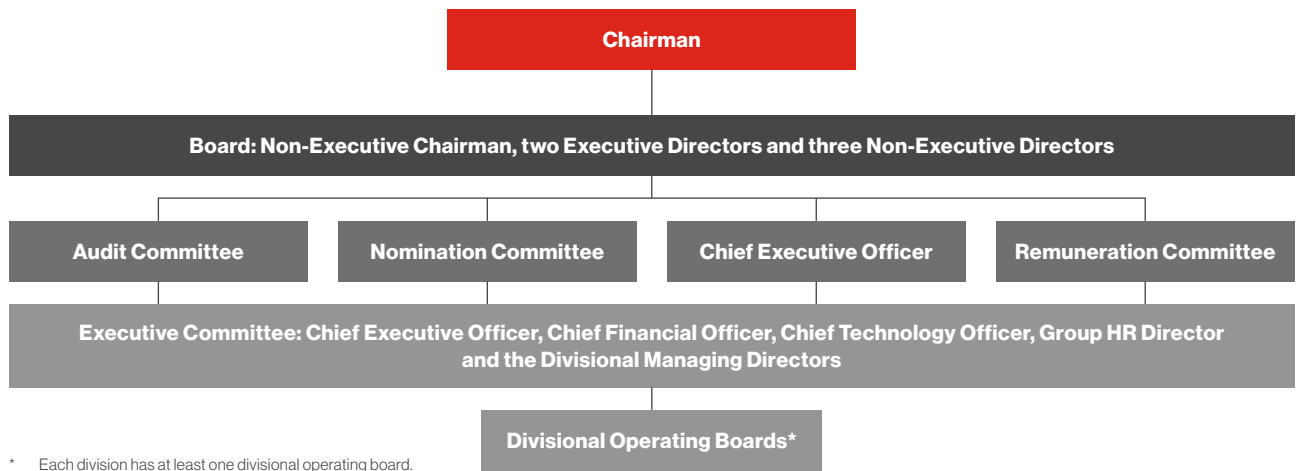 Chairman
Board: Non-Executive Chairman, two Executive Directors and three Non-Executive Directors
Audit Committee
Nomination Committee
Chief Executive Officer
Remuneration Committee
Executive Committee: Chief Executive Officer, Chief Financial Officer, Chief Technology Officer, Group HR Director
and the Divisional Managing Directors
Divisional Operating Boards*
* Each division has at least one divisional operating board.